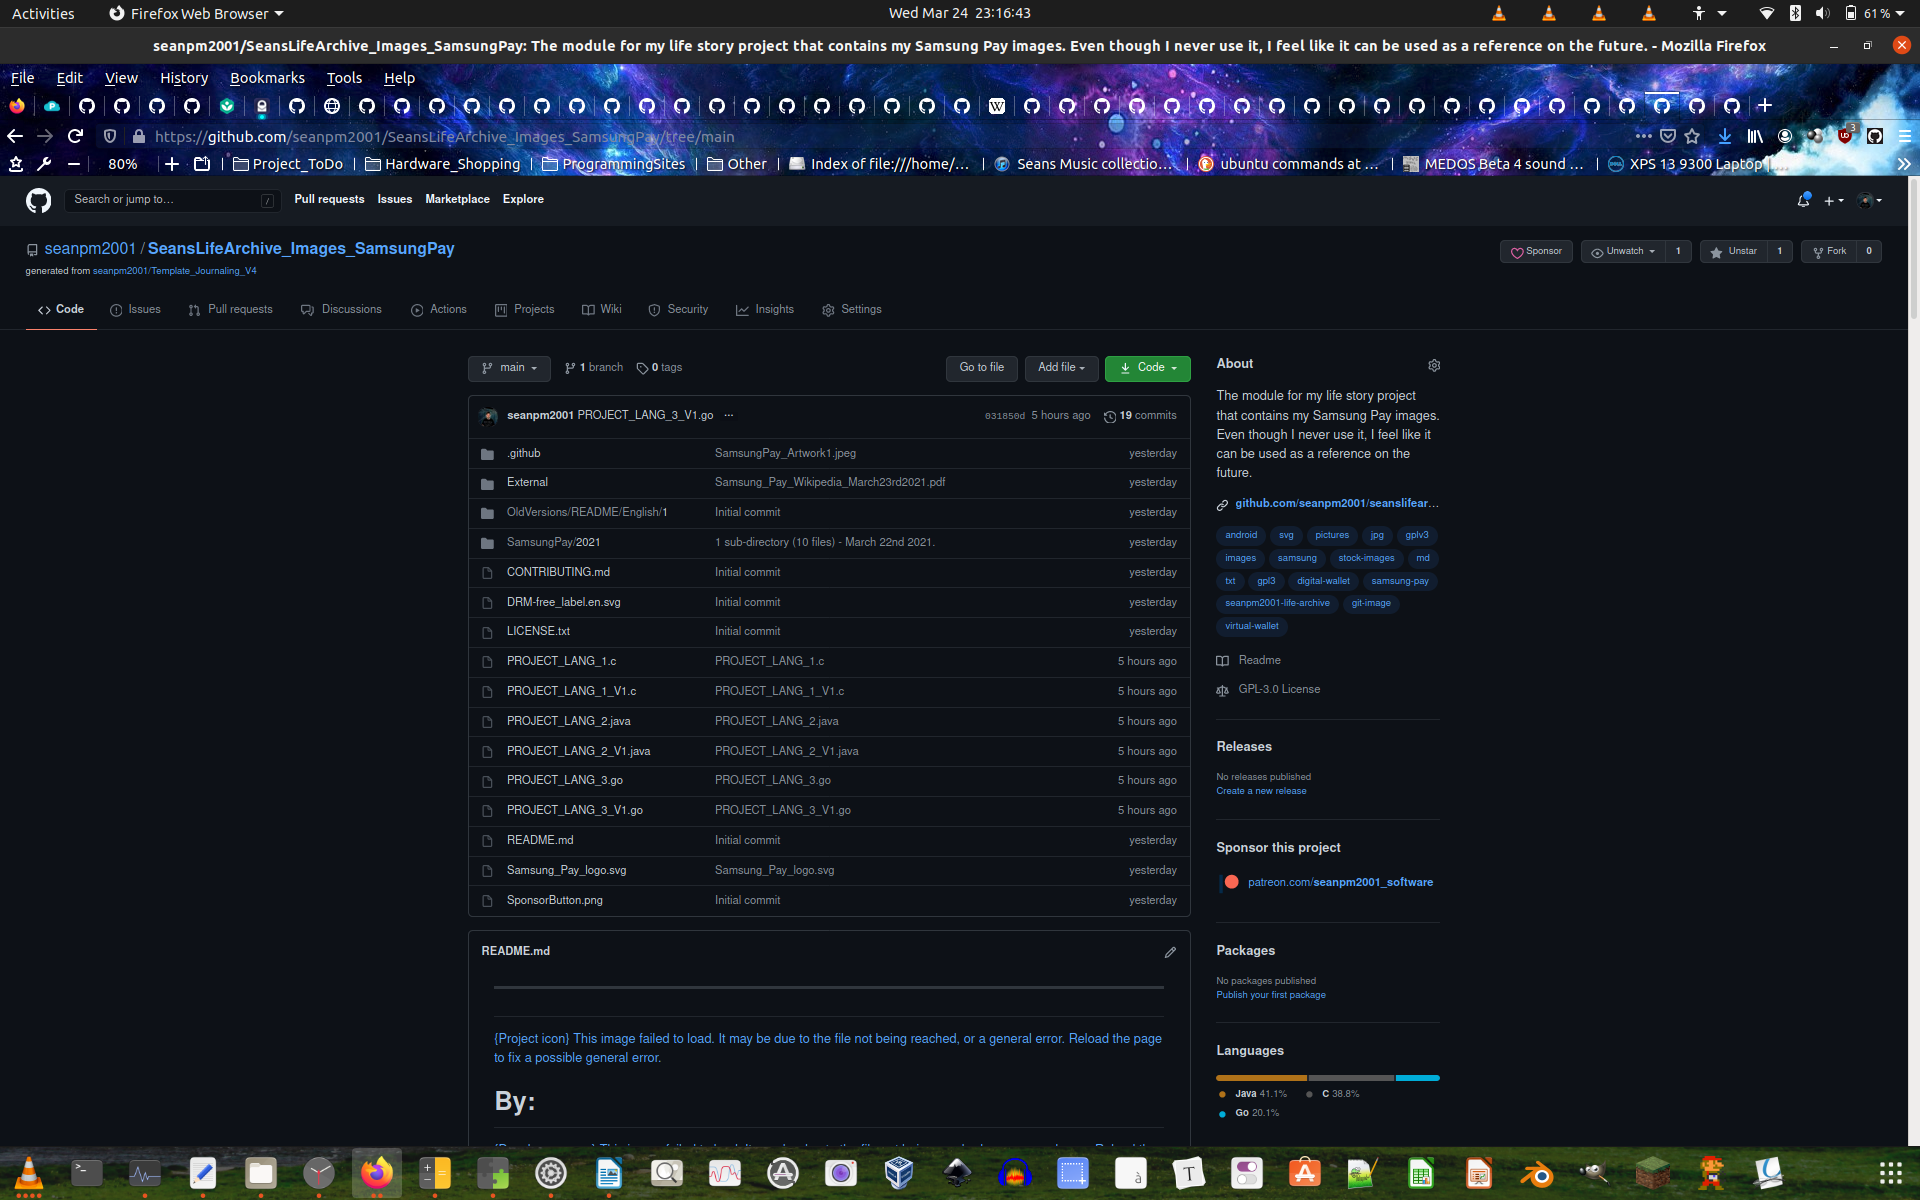 Activities Firefox Web Browser Wed Mar 24 23:16:43 61 %
seanpm2001/SeansLifeArchive_Images_SamsungPay: The module for my life story project that contains my Samsung Pay images. Even though I never use it, I feel like it can be used as a reference on the future. - Mozilla Firefox
File Edit View History Bookmarks Tools Help
https://github.com/seanpm2001/SeansLifeArchive_Images_SamsungPay/tree/main
80% Project_ToDo Hardware_Shopping ProgrammingSites Other Index of file:///home/… Seans Music collectio… ubuntu commands at … MEDOS Beta 4 sound … XPS 13 9300 Laptop |…
Search or jump to… / Pull requests Issues Marketplace Explore
seanpm2001 / SeansLifeArchive_Images_SamsungPay Sponsor Unwatch 1 Unstar 1 Fork 0
generated from seanpm2001/Template_Journaling_V4
Code Issues Pull requests Discussions Actions Projects Wiki Security Insights Settings
main 1 branch 0 tags Go to file Add file Code
seanpm2001 PROJECT_LANG_3_V1.go ... 031850d 5 hours ago 19 commits
.github SamsungPay_Artwork1.jpeg yesterday
External Samsung_Pay_Wikipedia_March23rd2021.pdf yesterday
OldVersions/README/English/1 Initial commit yesterday
SamsungPay/2021 1 sub-directory (10 files) - March 22nd 2021. yesterday
CONTRIBUTING.md Initial commit yesterday
DRM-free_label.en.svg Initial commit yesterday
LICENSE.txt Initial commit yesterday
PROJECT_LANG_1.c PROJECT_LANG_1.c 5 hours ago
PROJECT_LANG_1_V1.c PROJECT_LANG_1_V1.c 5 hours ago
PROJECT_LANG_2.java PROJECT_LANG_2.java 5 hours ago
PROJECT_LANG_2_V1.java PROJECT_LANG_2_V1.java 5 hours ago
PROJECT_LANG_3.go PROJECT_LANG_3.go 5 hours ago
PROJECT_LANG_3_V1.go PROJECT_LANG_3_V1.go 5 hours ago
README.md Initial commit yesterday
Samsung_Pay_logo.svg Samsung_Pay_logo.svg yesterday
SponsorButton.png Initial commit yesterday
README.md
{Project icon} This image failed to load. It may be due to the file not being reached, or a general error. Reload the page
to fix a possible general error.
By:
About
The module for my life story project
that contains my Samsung Pay images.
Even though I never use it, I feel like it
can be used as a reference on the
future.
github.com/seanpm2001/seanslifear…
android svg pictures jpg gplv3
images samsung stock-images md
txt gpl3 digital-wallet samsung-pay
seanpm2001-life-archive git-image
virtual-wallet
Readme
GPL-3.0 License
Releases
No releases published
Create a new release
Sponsor this project
patreon.com/seanpm2001_software
Packages
No packages published
Publish your first package
Languages
Java 41.1% C 38.8%
Go 20.1%